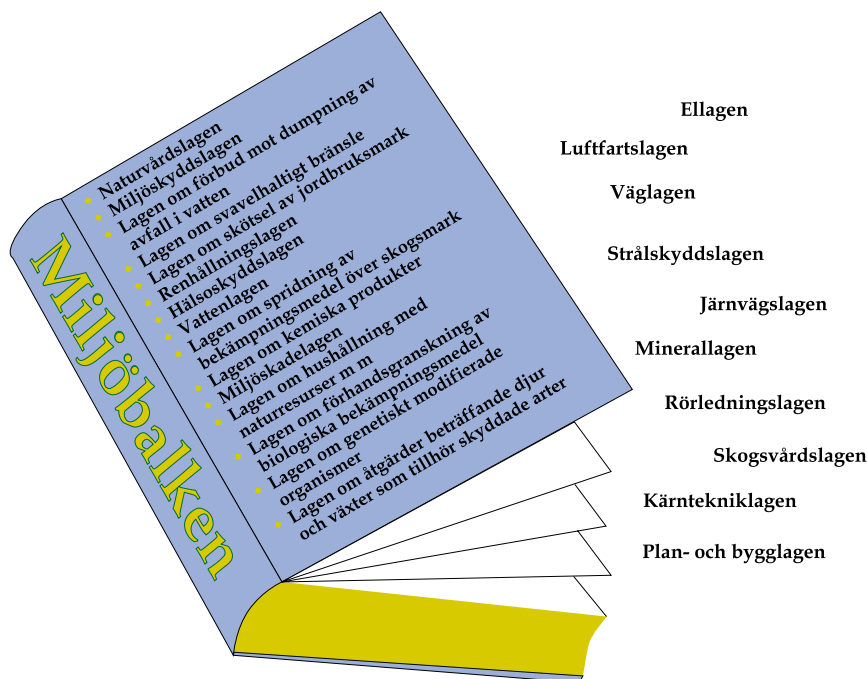 Miljöbalken
• Naturvårdslagen
• Miljöskyddslagen
• Lagen om förbud mot dumpning av
avfall i vatten
• Lagen om svavelhaltigt bränsle
• Lagen om skötsel av jordbruksmark
• Renhållningslagen
• Hälsoskyddslagen
• Vattenlagen
• Lagen om spridning av
bekämpningsmedel över skogsmark
• Lagen om kemiska produkter
• Miljöskadelagen
• Lagen om hushållning med
naturresurser m m
• Lagen om förhandsgranskning av
biologiska bekämpningsmedel
• Lagen om genetiskt modifierade
organismer
• Lagen om åtgärder beträffande djur
och växter som tillhör skyddade arter
Ellagen
Luftfartslagen
Väglagen
Strålskyddslagen
Järnvägslagen
Minerallagen
Rörledningslagen
Skogsvårdslagen
Kärntekniklagen
Plan- och bygglagen